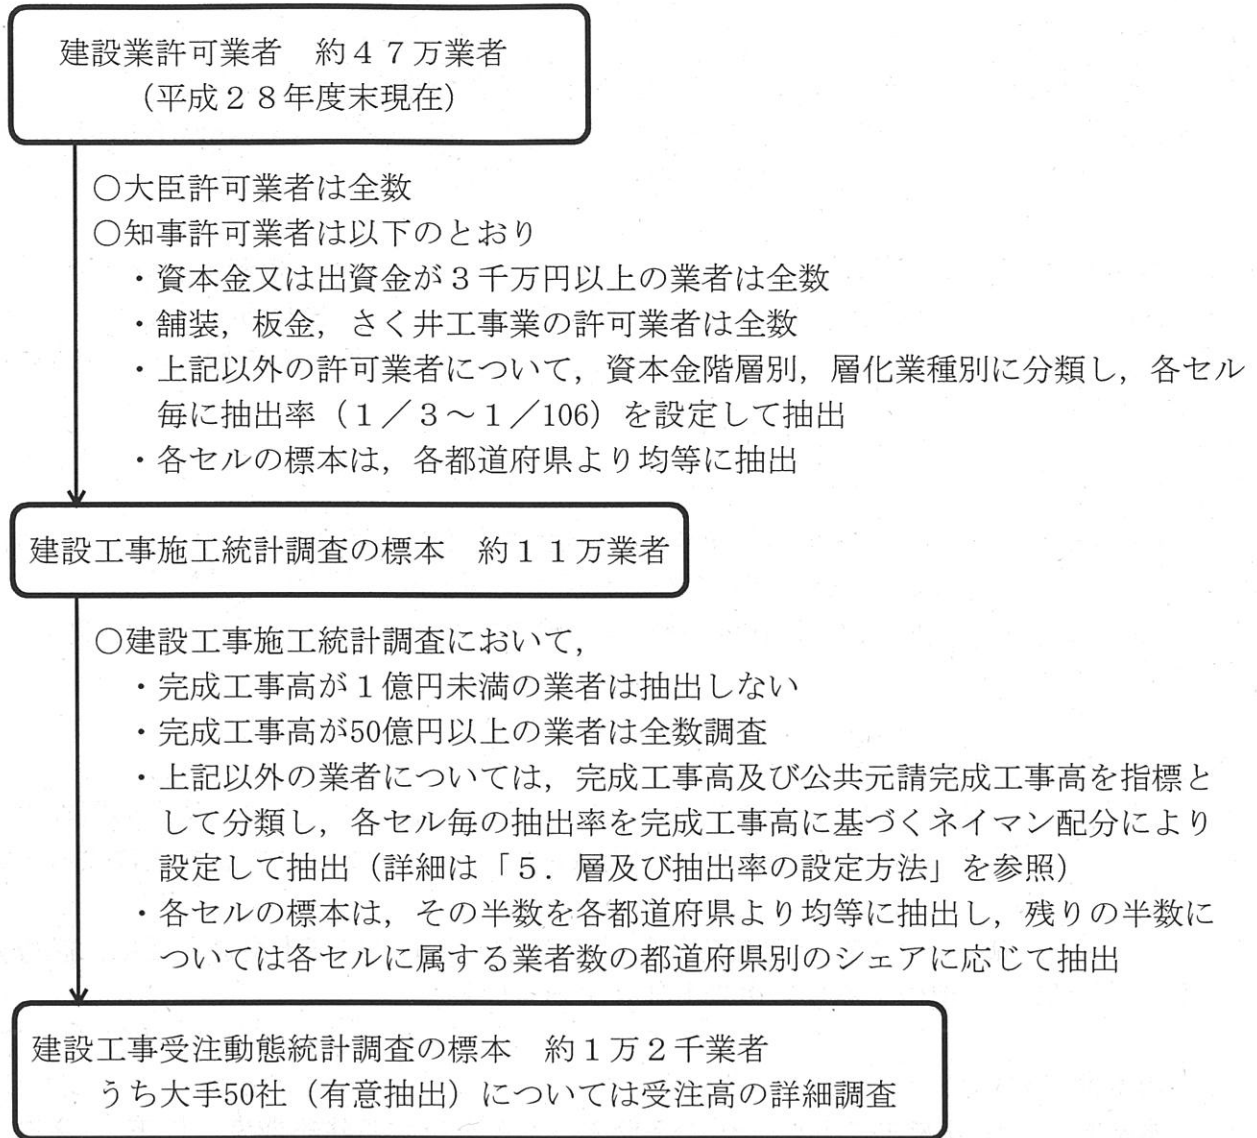 建設業許可業者　約４７万業者
（平成２８年度末現在）
○大臣許可業者は全数
○知事許可業者は以下のとおり
・資本金又は出資金が３千万円以上の業者は全数
・舗装，板金，さく井工事業の許可業者は全数
・上記以外の許可業者について，資本金階層別，層化業種別に分類し，各セル
毎に抽出率（１／３～１／106）を設定して抽出
・各セルの標本は，各都道府県より均等に抽出
建設工事施工統計調査の標本　約１１万業者
○建設工事施工統計調査において，
・完成工事高が１億円未満の業者は抽出しない
・完成工事高が50億円以上の業者は全数調査
・上記以外の業者については，完成工事高及び公共元請完成工事高を指標と
して分類し，各セル毎の抽出率を完成工事高に基づくネイマン配分により
設定して抽出（詳細は「５．層及び抽出率の設定方法」を参照）
・各セルの標本は，その半数を各都道府県より均等に抽出し，残りの半数に
ついては各セルに属する業者数の都道府県別のシェアに応じて抽出
建設工事受注動態統計調査の標本　約１万２千業者
うち大手50社（有意抽出）については受注高の詳細調査